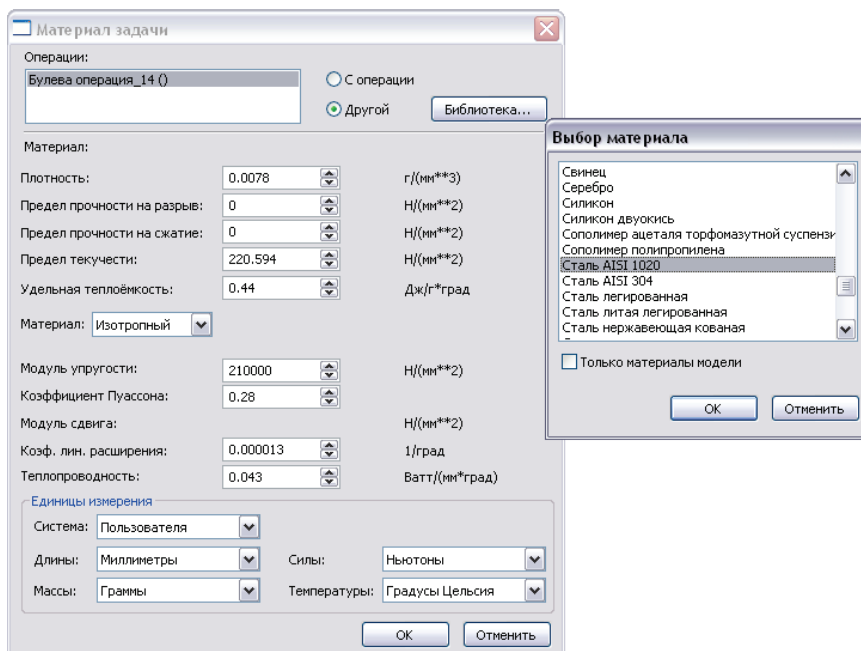 Материал задачи
Операции:
Булева операция_14 ()
С операции
Другой
Библиотека...
Материал:
Плотность: 0.0078 г/(мм**3)
Предел прочности на разрыв: 0 Н/(мм**2)
Предел прочности на сжатие: 0 Н/(мм**2)
Предел текучести: 220.594 Н/(мм**2)
Удельная теплоёмкость: 0.44 Дж/г*град
Материал: Изотропный
Модуль упругости: 210000 Н/(мм**2)
Коэффициент Пуассона: 0.28
Модуль сдвига: Н/(мм**2)
Коэф. лин. расширения: 0.000013 1/град
Теплопроводность: 0.043 Ватт/(мм*град)
Единицы измерения
Система: Пользователя
Длины: Миллиметры Силы: Ньютоны
Массы: Граммы Температуры: Градусы Цельсия
ОК Отменить
Выбор материала
Свинец
Серебро
Силикон
Силикон двуокись
Сополимер ацеталя торфомазутной суспензи
Сополимер полипропилена
Сталь AISI 1020
Сталь AISI 304
Сталь легированная
Сталь литая легированная
Сталь нержавеющая кованая
Только материалы модели
ОК Отменить